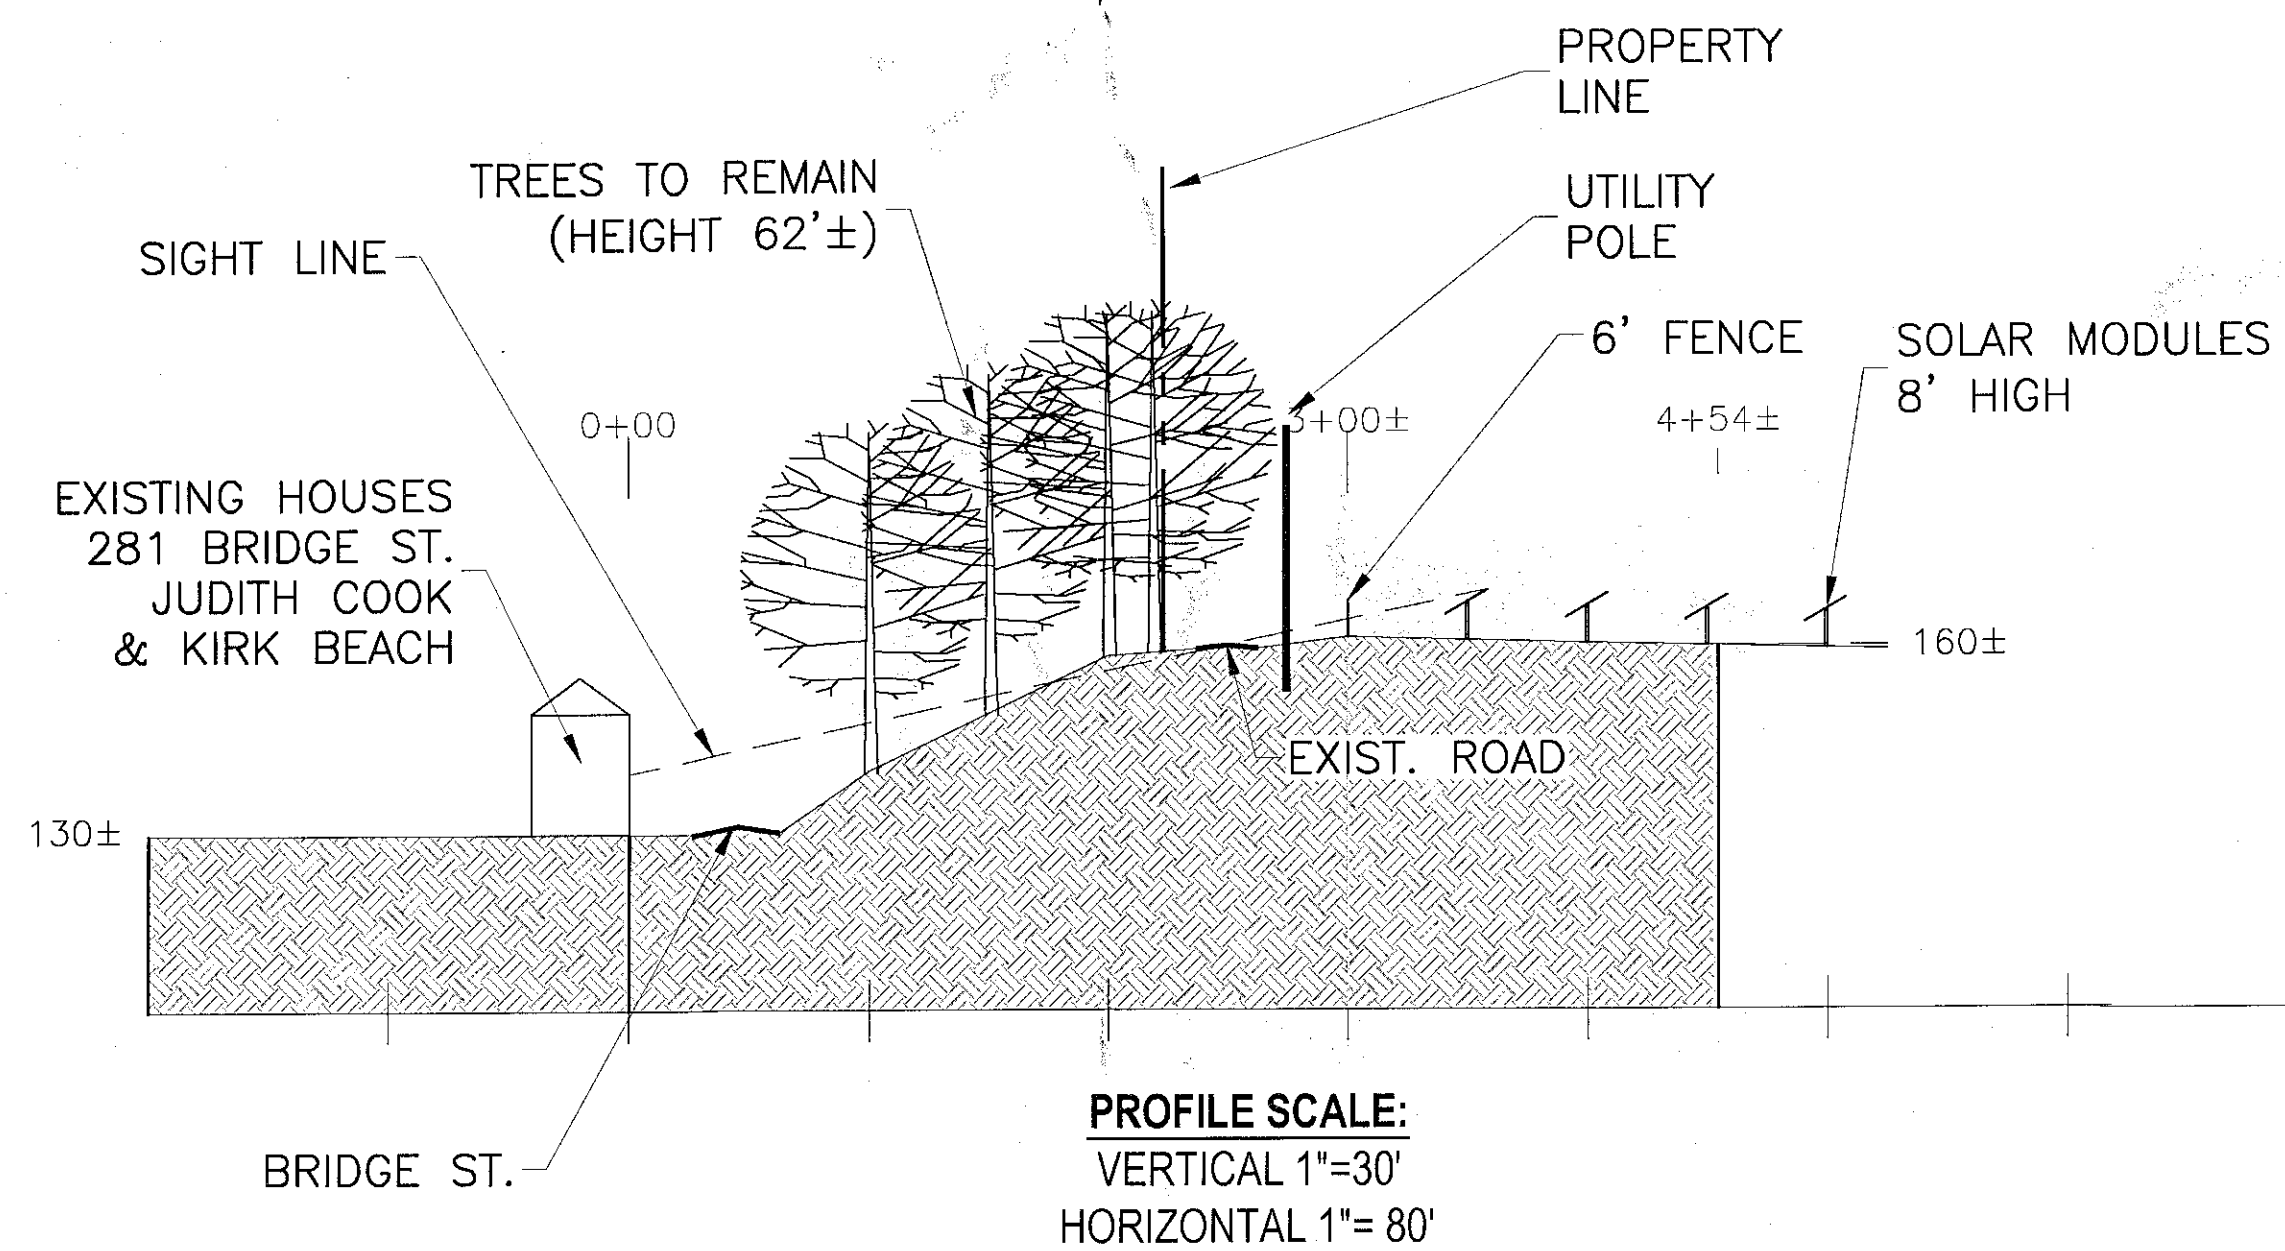 PROPERTY
LINE
TREES TO REMAIN
(HEIGHT 62'±)
UTILITY
POLE
SIGHT LINE
6' FENCE
SOLAR MODULES
8' HIGH
0+00
3+00±
4+54±
EXISTING HOUSES
281 BRIDGE ST.
JUDITH COOK
& KIRK BEACH
160±
EXIST. ROAD
130±
BRIDGE ST.
PROFILE SCALE:
VERTICAL 1"=30'
HORIZONTAL 1"= 80'